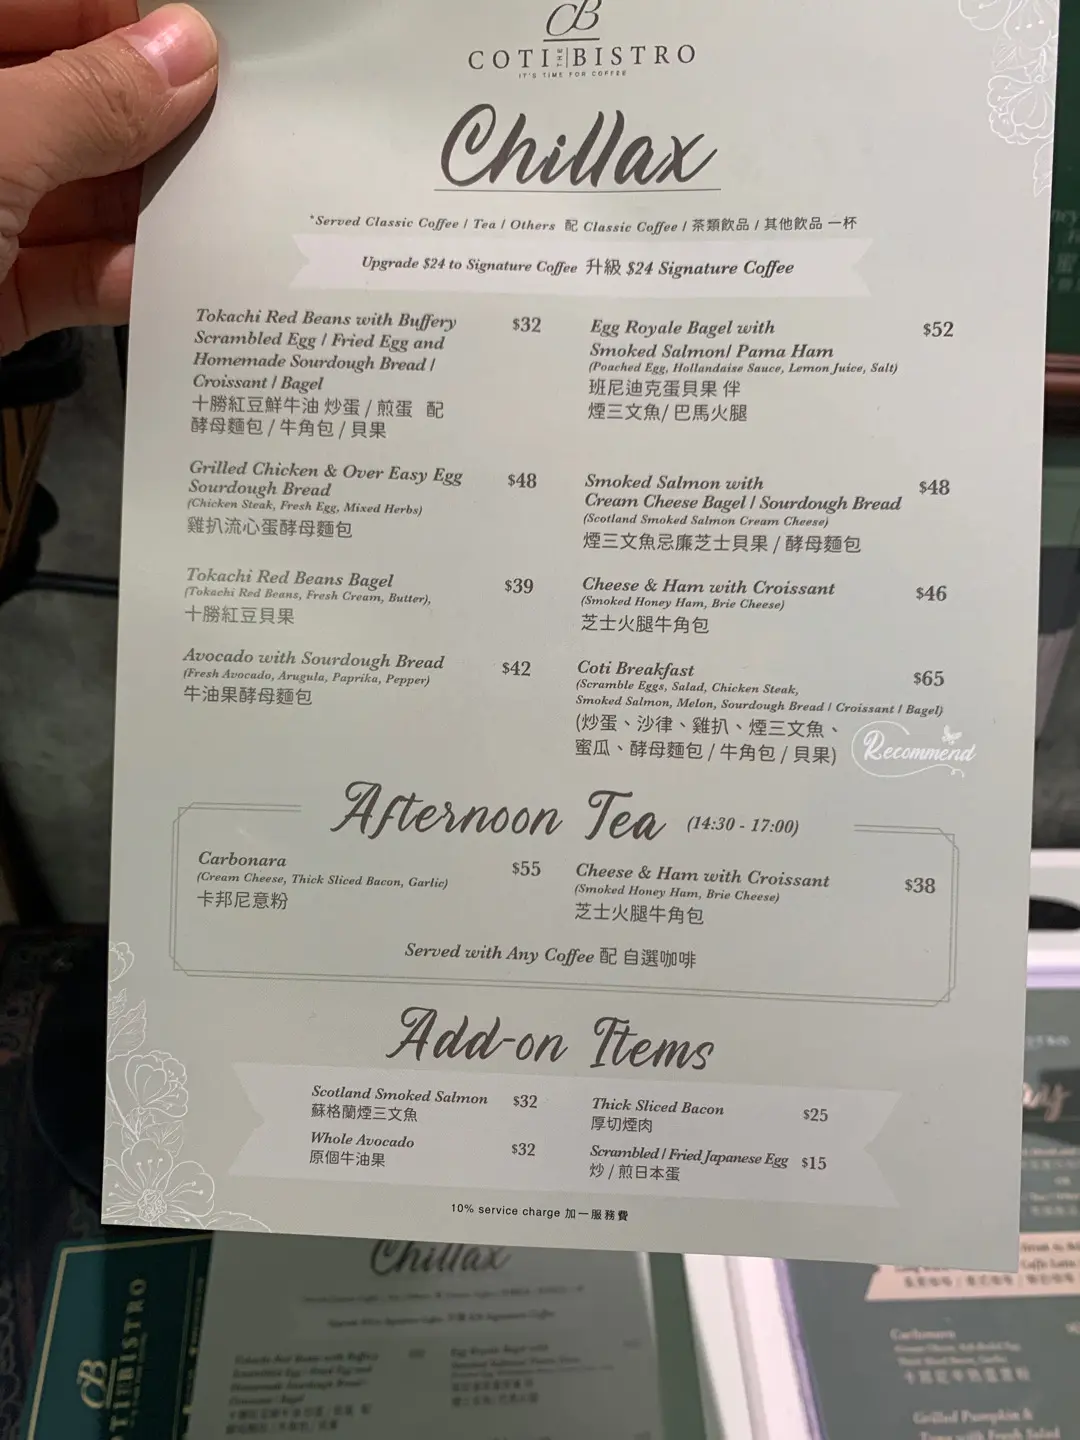 CB
COTI THE BISTRO
IT'S TIME FOR COFFEE
Chillax
*Served Classic Coffee / Tea / Others 配 Classic Coffee / 茶類飲品 / 其他飲品 一杯
Upgrade $24 to Signature Coffee 升級 $24 Signature Coffee
Tokachi Red Beans with Buffery $32
Scrambled Egg / Fried Egg and
Homemade Sourdough Bread /
Croissant / Bagel
十勝紅豆鮮牛油 炒蛋 / 煎蛋 配
酵母麵包 / 牛角包 / 貝果
Grilled Chicken & Over Easy Egg $48
Sourdough Bread
(Chicken Steak, Fresh Egg, Mixed Herbs)
雞扒流心蛋酵母麵包
Tokachi Red Beans Bagel $39
(Tokachi Red Beans, Fresh Cream, Butter),
十勝紅豆貝果
Avocado with Sourdough Bread $42
(Fresh Avocado, Arugula, Paprika, Pepper)
牛油果酵母麵包
Egg Royale Bagel with $52
Smoked Salmon/ Pama Ham
(Poached Egg, Hollandaise Sauce, Lemon Juice, Salt)
班尼迪克蛋貝果 伴
煙三文魚/ 巴馬火腿
Smoked Salmon with $48
Cream Cheese Bagel / Sourdough Bread
(Scotland Smoked Salmon Cream Cheese)
煙三文魚忌廉芝士貝果 / 酵母麵包
Cheese & Ham with Croissant $46
(Smoked Honey Ham, Brie Cheese)
芝士火腿牛角包
Coti Breakfast $65
(Scramble Eggs, Salad, Chicken Steak,
Smoked Salmon, Melon, Sourdough Bread / Croissant / Bagel)
(炒蛋、沙律、雞扒、煙三文魚、
蜜瓜、酵母麵包 / 牛角包 / 貝果)
Recommend
Afternoon Tea (14:30 - 17:00)
Carbonara $55
(Cream Cheese, Thick Sliced Bacon, Garlic)
卡邦尼意粉
Cheese & Ham with Croissant $38
(Smoked Honey Ham, Brie Cheese)
芝士火腿牛角包
Served with Any Coffee 配 自選咖啡
Add-on Items
Scotland Smoked Salmon $32
蘇格蘭煙三文魚
Whole Avocado $32
原個牛油果
Thick Sliced Bacon $25
厚切煙肉
Scrambled / Fried Japanese Egg $15
炒 / 煎日本蛋
10% service charge 加一服務費
Chillax
CB
COTI THE BISTRO
Carbonara
Grilled Pumpkin &